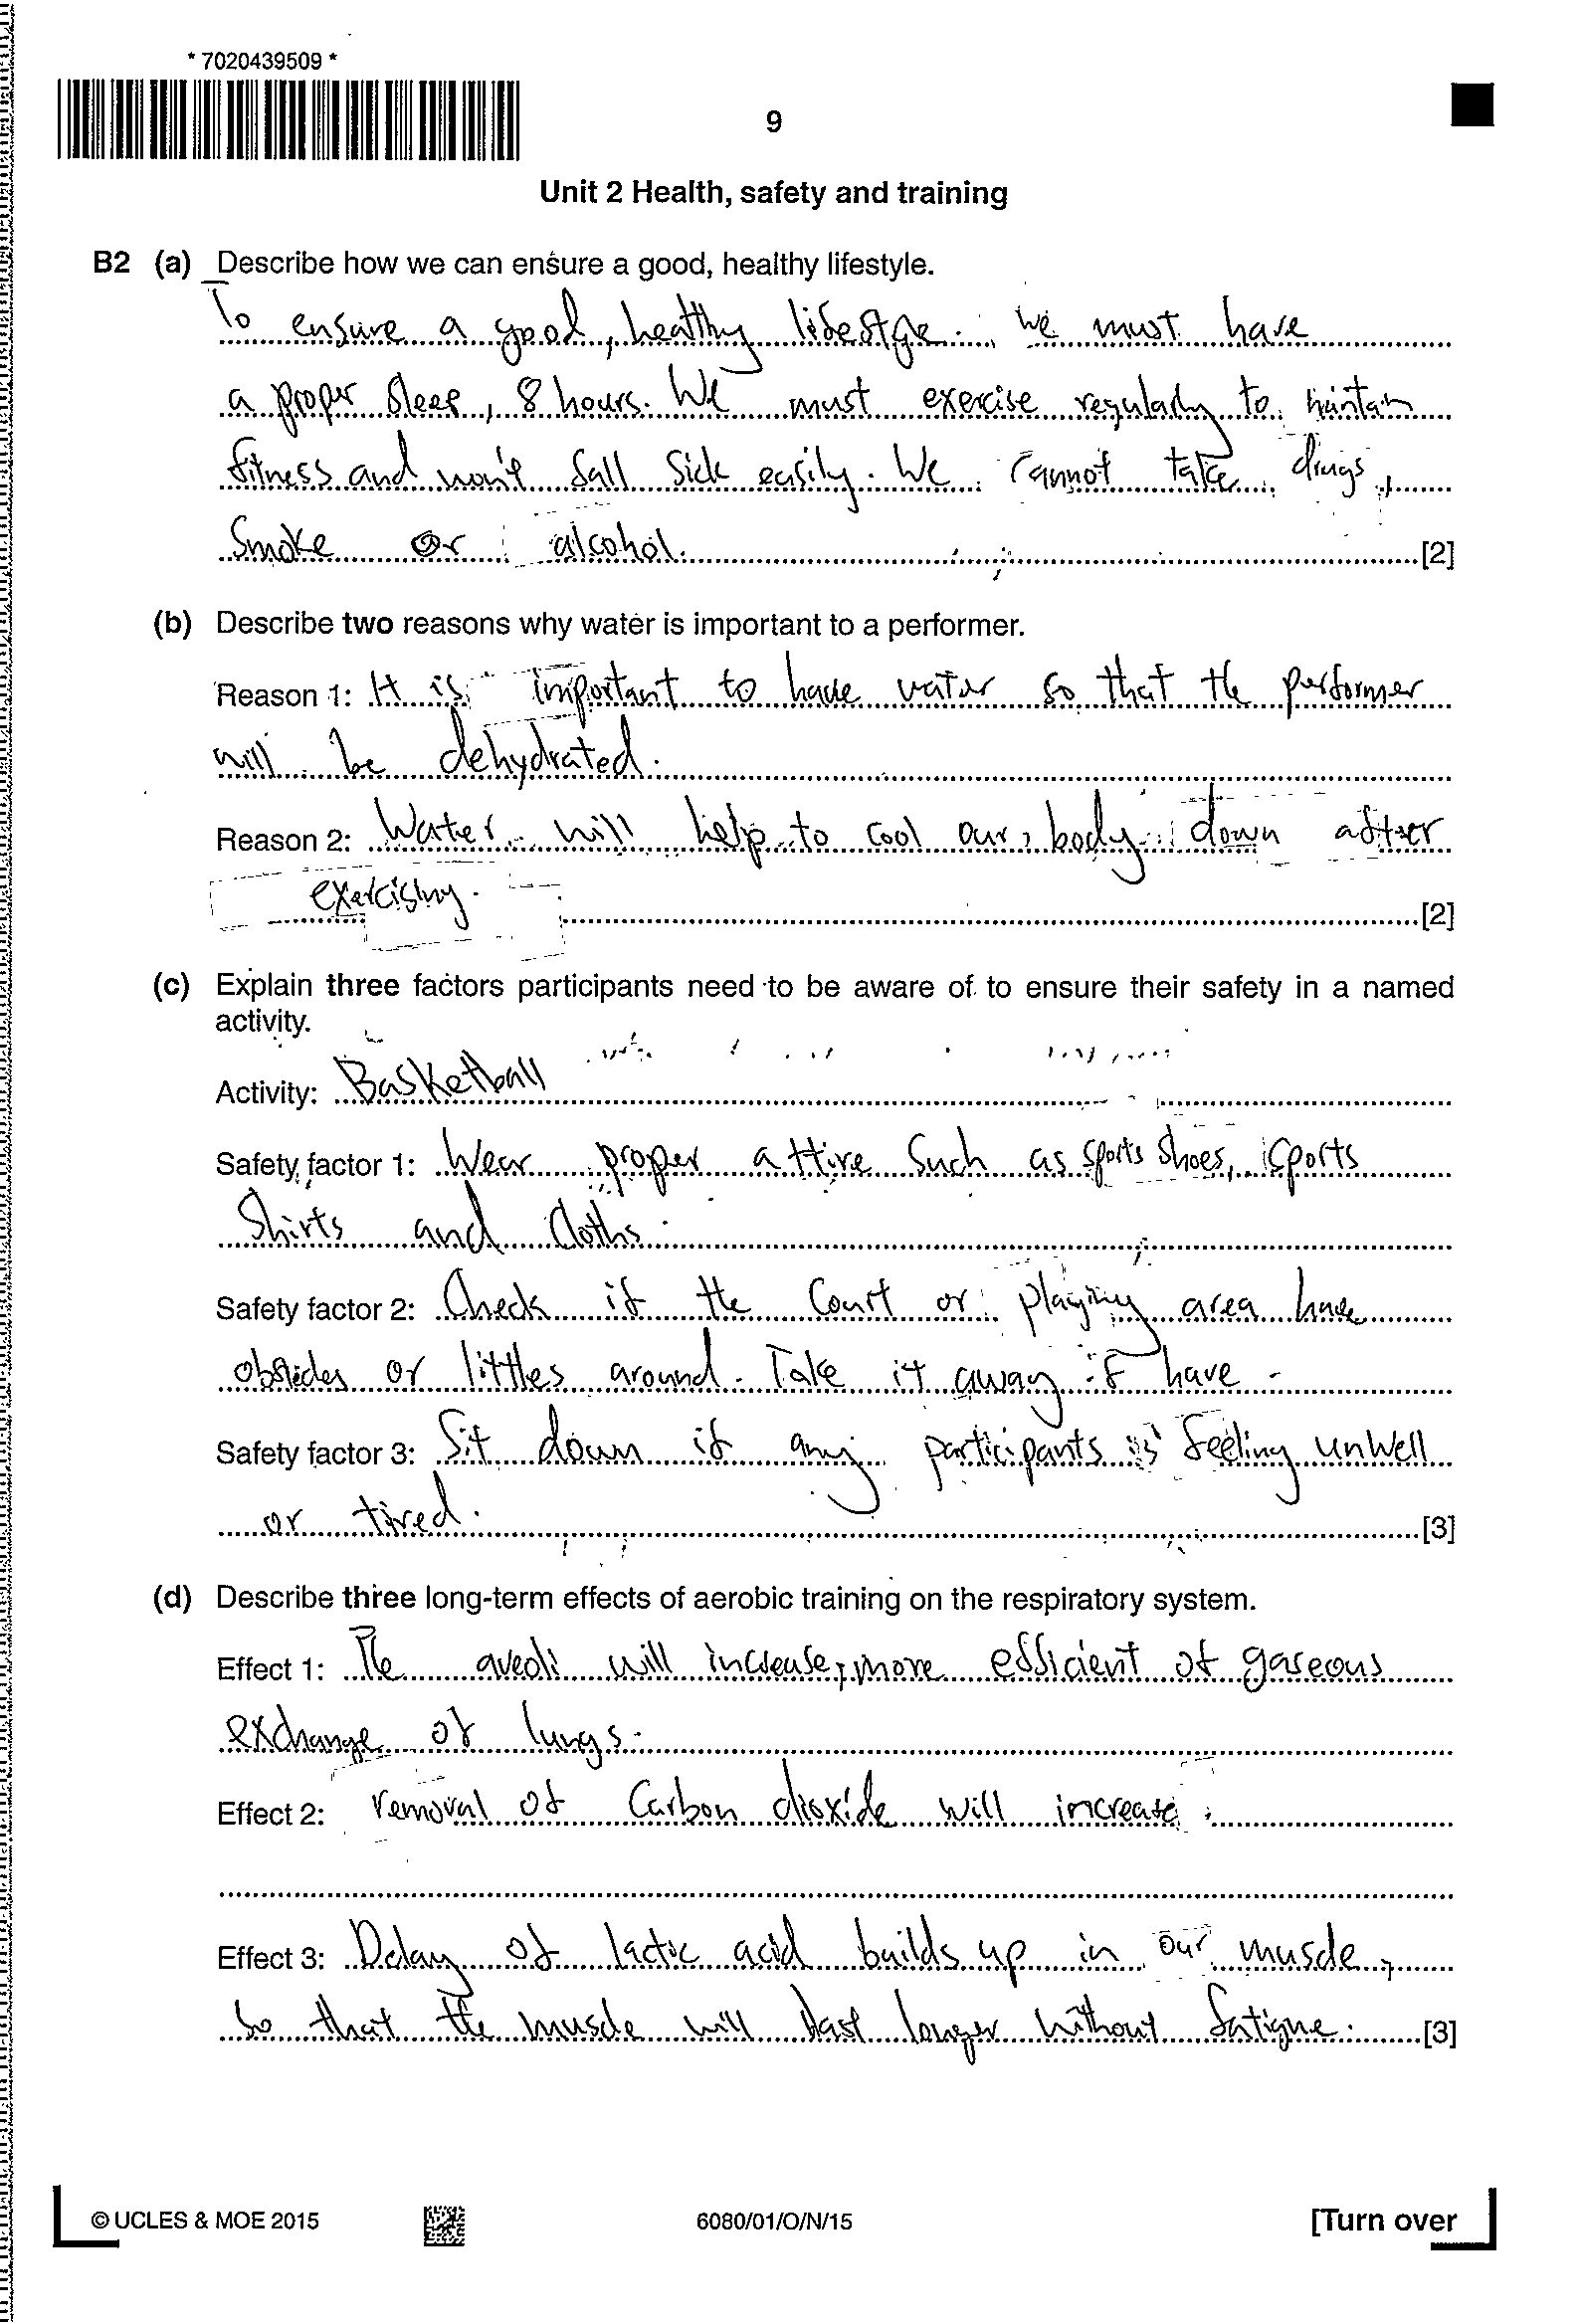 * 7020439509 *
9
Unit 2 Health, safety and training
B2 (a) Describe how we can ensure a good, healthy lifestyle.
To ensure a good, healthy lifestyle. we must have
a proper sleep, 8 hours. We must exercise regularly to
fitness and won't fall sick easily. We cannot take drugs,
smoke or alcohol. [2]
(b) Describe two reasons why water is important to a performer.
Reason 1: It is important to have water so that the performer
will be dehydrated.
Reason 2: Water will help to cool our body down after
exercising. [2]
(c) Explain three factors participants need to be aware of to ensure their safety in a named
activity.
Activity: Basketball
Safety factor 1: Wear proper attire such as sports shoes, sports
shirts and cloths.
Safety factor 2: Check if the court or playing area have
obsticles or littles around. Take it away if have.
Safety factor 3: Sit down if any participants is feeling unwell
or tired. [3]
(d) Describe three long-term effects of aerobic training on the respiratory system.
Effect 1: The aveoli will increase, more efficient of gaseous
exchange of lungs.
Effect 2: removal of Carbon dioxide will increase.
Effect 3: Delay of lactic acid builds up in our muscle,
so that the muscle will last longer without fatigue. [3]
© UCLES & MOE 2015
6080/01/O/N/15
[Turn over